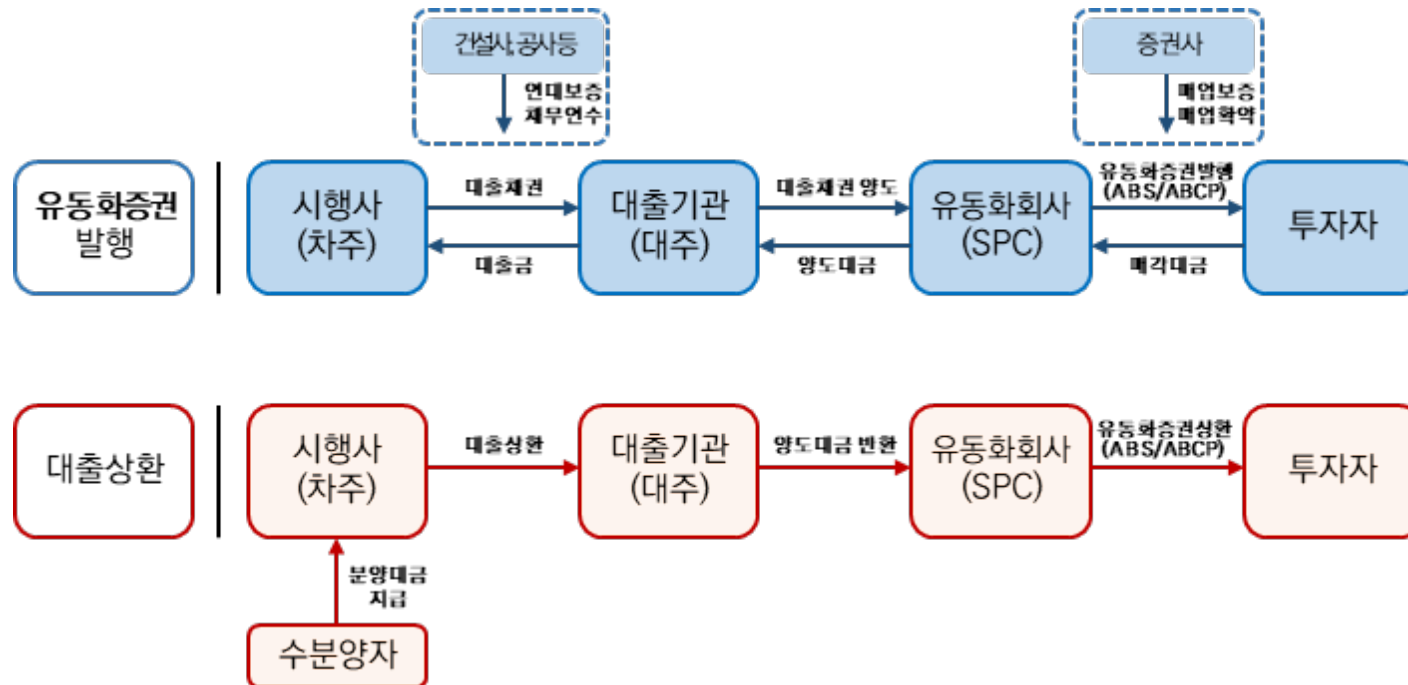 건설사,공사등
증권사
연대보증
채무인수
매입보증
매입확약
유동화증권
발행
시행사
(차주)
대출채권
대출금
대출기관
(대주)
대출채권 양도
양도대금
유동화회사
(SPC)
유동화증권발행
(ABS/ABCP)
매각대금
투자자
대출상환
시행사
(차주)
대출상환
대출기관
(대주)
양도대금 반환
유동화회사
(SPC)
유동화증권상환
(ABS/ABCP)
투자자
분양대금
지급
수분양자